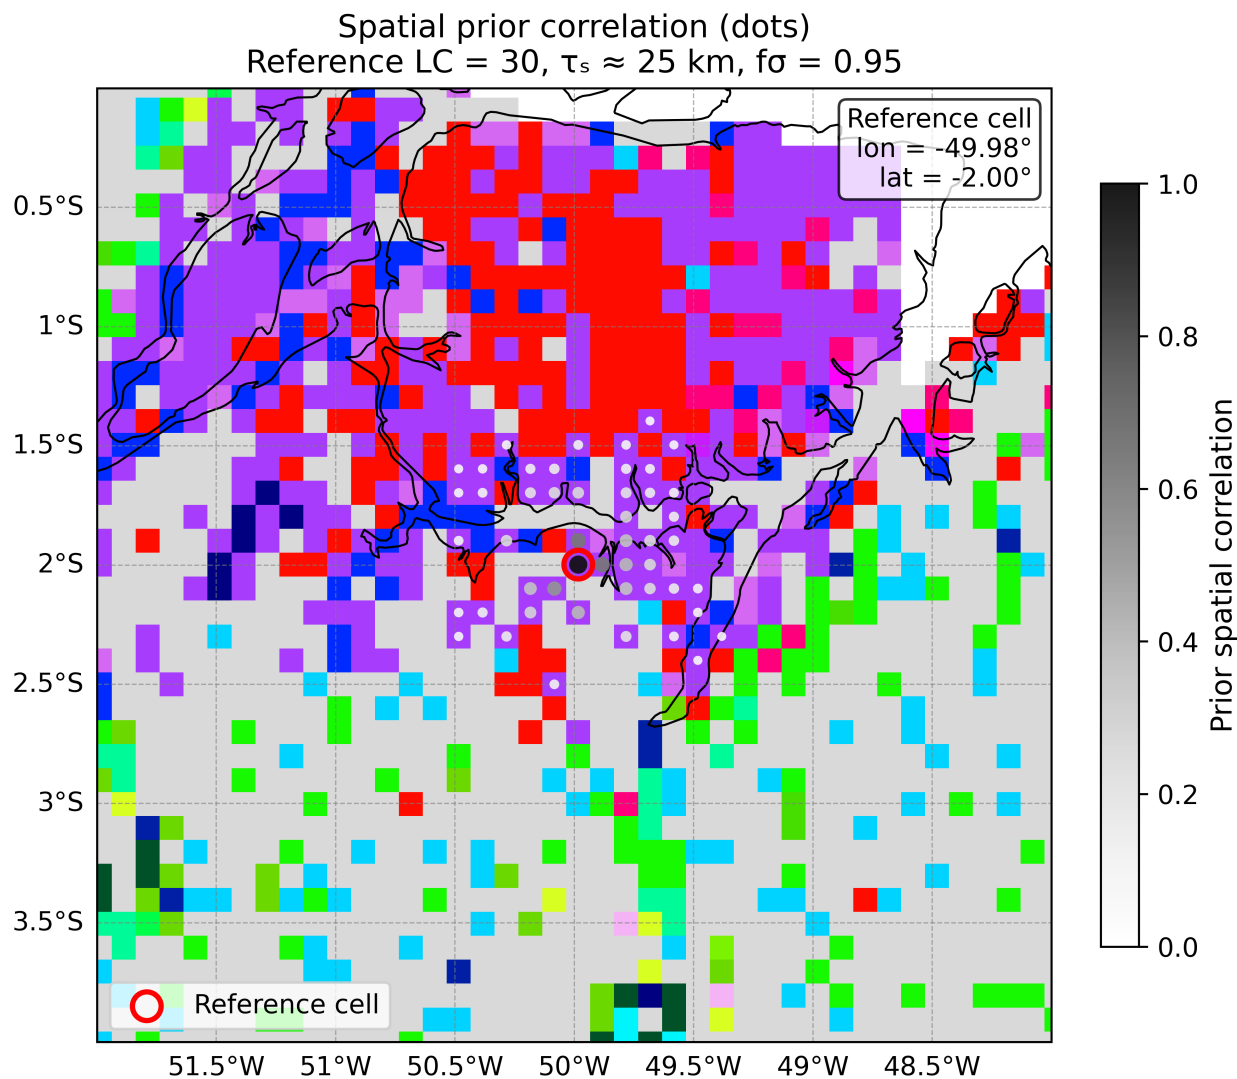 Spatial prior correlation (dots)
Reference LC = 30, τₛ ≈ 25 km, fσ = 0.95
Reference cell
lon = -49.98°
lat = -2.00°
0.5°S
1°S
1.5°S
2°S
2.5°S
3°S
3.5°S
51.5°W
51°W
50.5°W
50°W
49.5°W
49°W
48.5°W
Reference cell
1.0
0.8
0.6
0.4
0.2
0.0
Prior spatial correlation